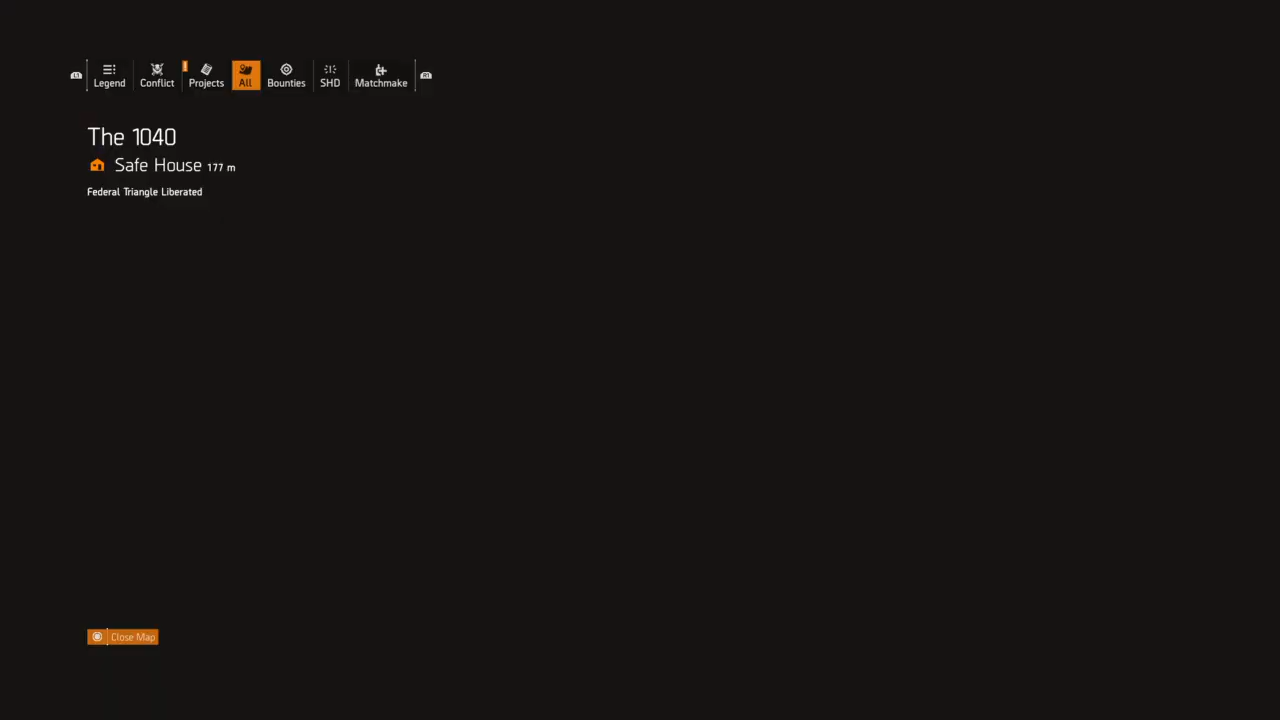 Legend Conflict Projects All Bounties SHD Matchmake
The 1040
Safe House 177 m
Federal Triangle Liberated
Close Map